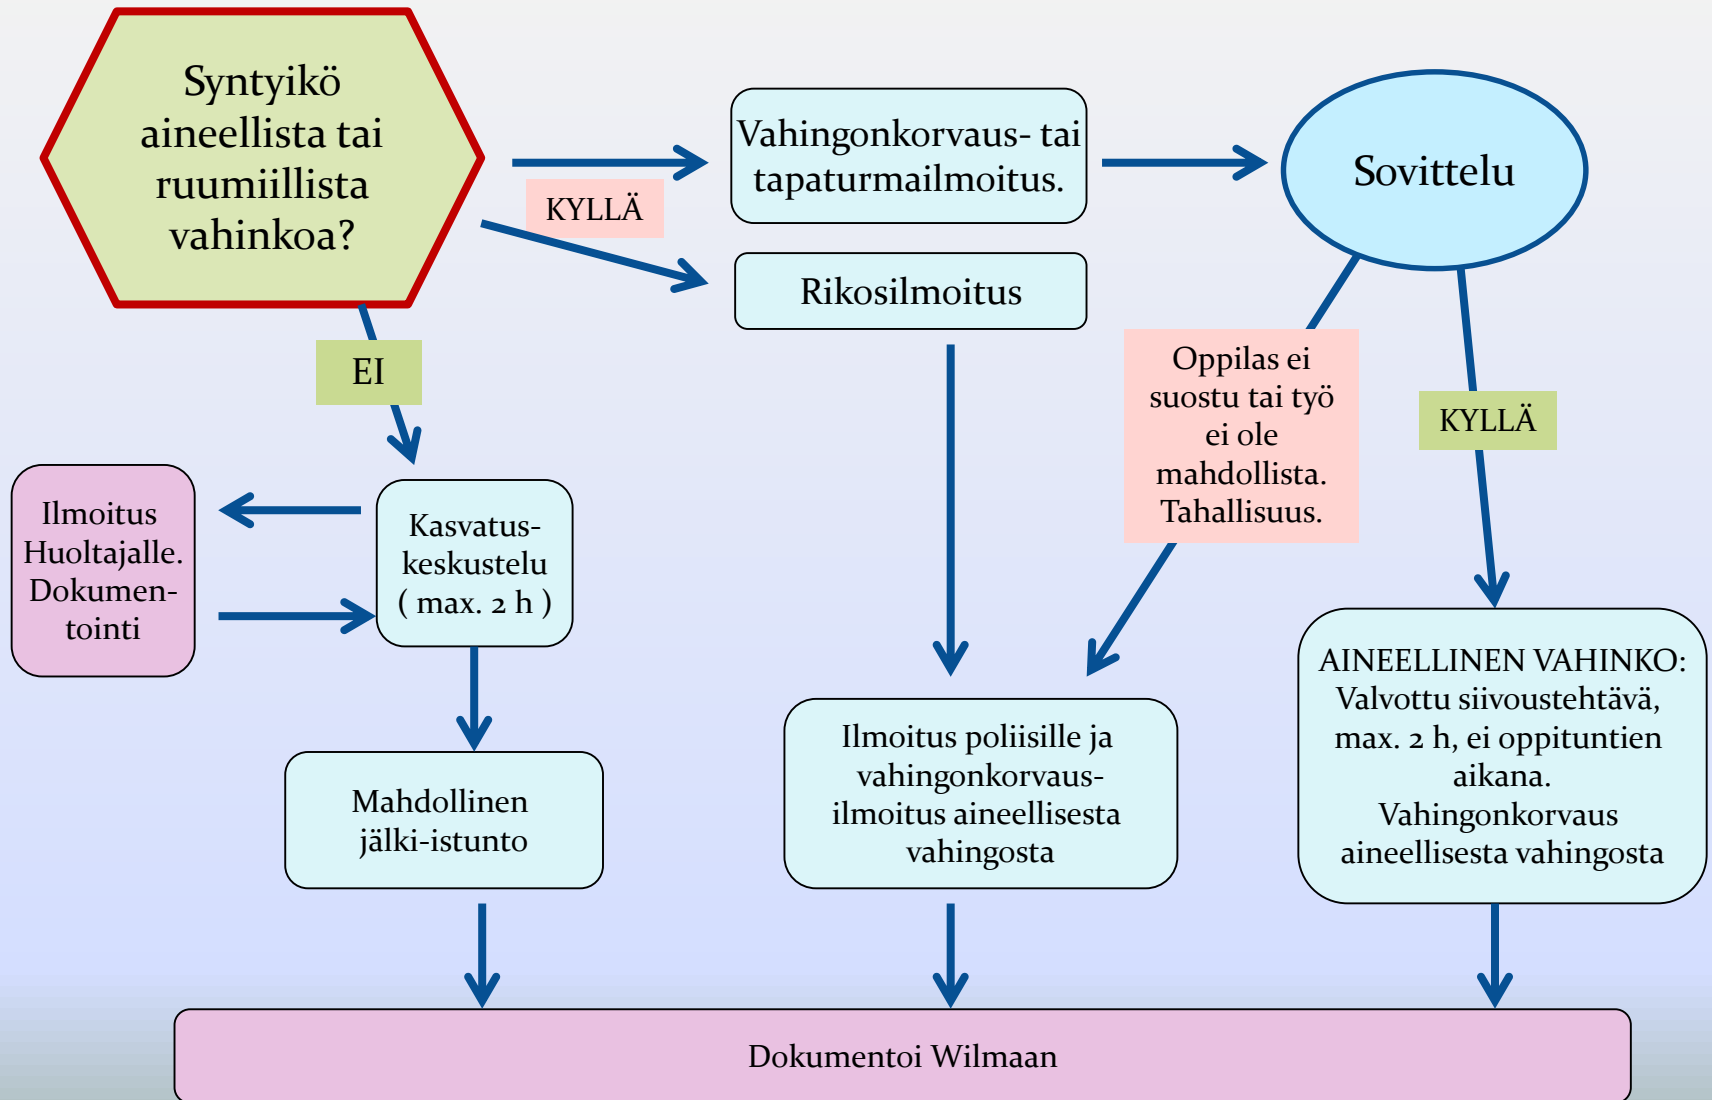 Syntyikö
aineellista tai
ruumiillista
vahinkoa?
KYLLÄ
Vahingonkorvaus- tai
tapaturmailmoitus.
Sovittelu
Rikosilmoitus
EI
Oppilas ei
suostu tai työ
ei ole
mahdollista.
Tahallisuus.
KYLLÄ
Ilmoitus
Huoltajalle.
Dokumen-
tointi
Kasvatus-
keskustelu
( max. 2 h )
Mahdollinen
jälki-istunto
Ilmoitus poliisille ja
vahingonkorvaus-
ilmoitus aineellisesta
vahingosta
AINEELLINEN VAHINKO:
Valvottu siivoustehtävä,
max. 2 h, ei oppituntien
aikana.
Vahingonkorvaus
aineellisesta vahingosta
Dokumentoi Wilmaan